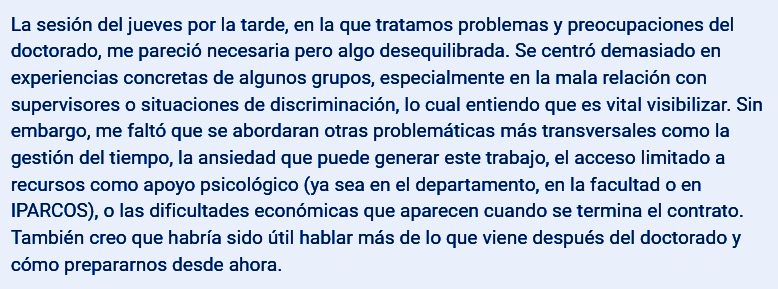 La sesión del jueves por la tarde, en la que tratamos problemas y preocupaciones del
doctorado, me pareció necesaria pero algo desequilibrada. Se centró demasiado en
experiencias concretas de algunos grupos, especialmente en la mala relación con
supervisores o situaciones de discriminación, lo cual entiendo que es vital visibilizar. Sin
embargo, me faltó que se abordaran otras problemáticas más transversales como la
gestión del tiempo, la ansiedad que puede generar este trabajo, el acceso limitado a
recursos como apoyo psicológico (ya sea en el departamento, en la facultad o en
IPARCOS), o las dificultades económicas que aparecen cuando se termina el contrato.
También creo que habría sido útil hablar más de lo que viene después del doctorado y
cómo prepararnos desde ahora.